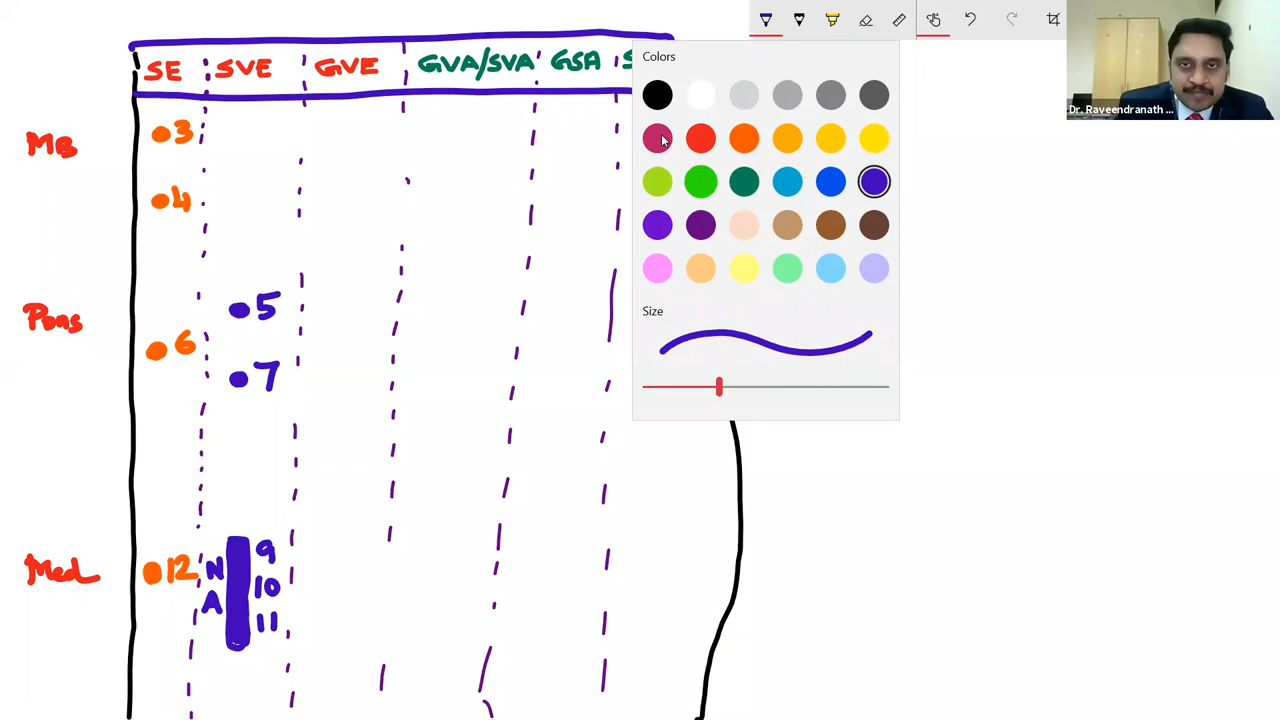 SE SVE GVE GVA/SVA GSA S
MB
3
4
Pons
5
6
7
Med
12
N
A
9
10
11
Colors
Size
Dr. Raveendranath ...